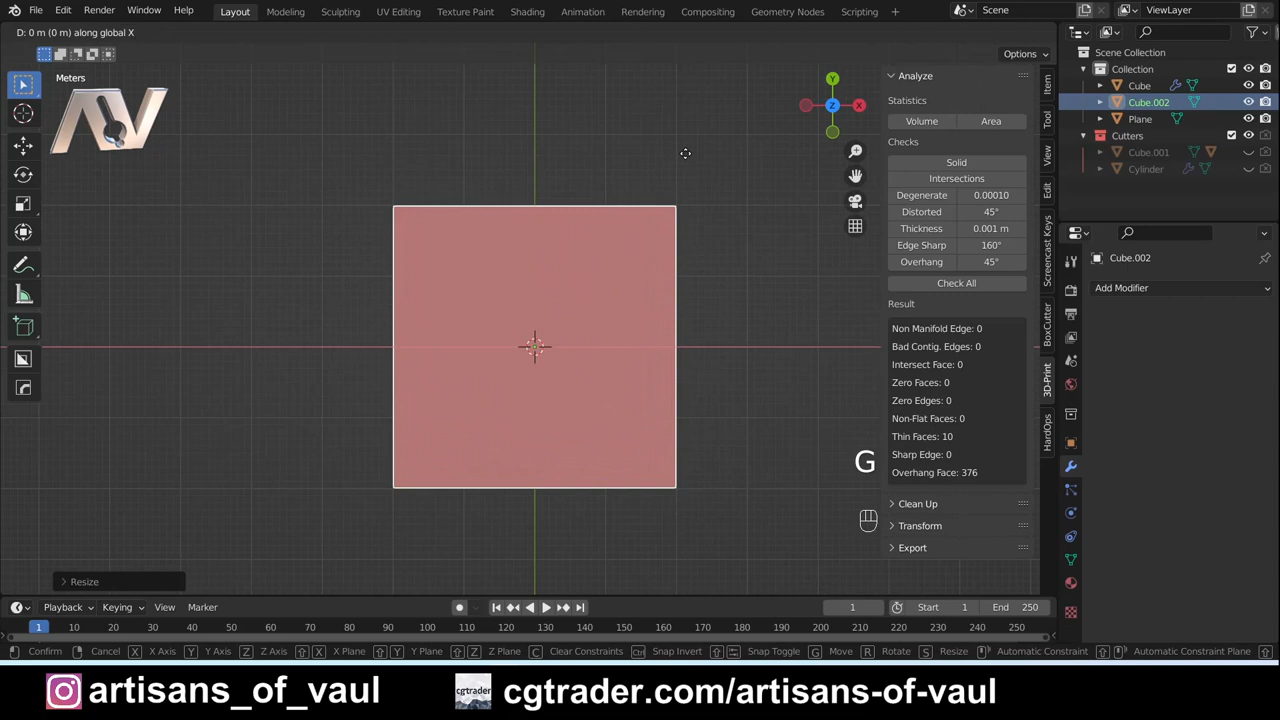 File Edit Render Window Help Layout Modeling Sculpting UV Editing Texture Paint Shading Animation Rendering Compositing Geometry Nodes Scripting + Scene ViewLayer
D: 0 m (0 m) along global X
Options
Meters
AV
Y
Z
X
Analyze
Statistics
Volume Area
Checks
Solid
Intersections
Degenerate 0.00010
Distorted 45°
Thickness 0.001 m
Edge Sharp 160°
Overhang 45°
Check All
Result
Non Manifold Edge: 0
Bad Contig. Edges: 0
Intersect Face: 0
Zero Faces: 0
Zero Edges: 0
Non-Flat Faces: 0
Thin Faces: 10
Sharp Edge: 0
Overhang Face: 376
Clean Up
Transform
Export
Item
Tool
View
Edit
Screencast Keys
BoxCutter
3D-Print
HardOps
Scene Collection
Collection
Cube
Cube.002
Plane
Cutters
Cube.001
Cylinder
Cube.002
Add Modifier
G
Resize
Playback Keying View Marker 1 Start 1 End 250
1 10 20 30 40 50 60 70 80 90 100 110 120 130 140 150 160 170 180 190 200 210 220 230 240 250
Confirm Cancel X X Axis Y Y Axis Z Z Axis X X Plane Y Y Plane Z Z Plane C Clear Constraints Ctrl Snap Invert Snap Toggle G Move R Rotate S Resize Automatic Constraint Automatic Constraint Plane
artisans_of_vaul cgtrader cgtrader.com/artisans-of-vaul